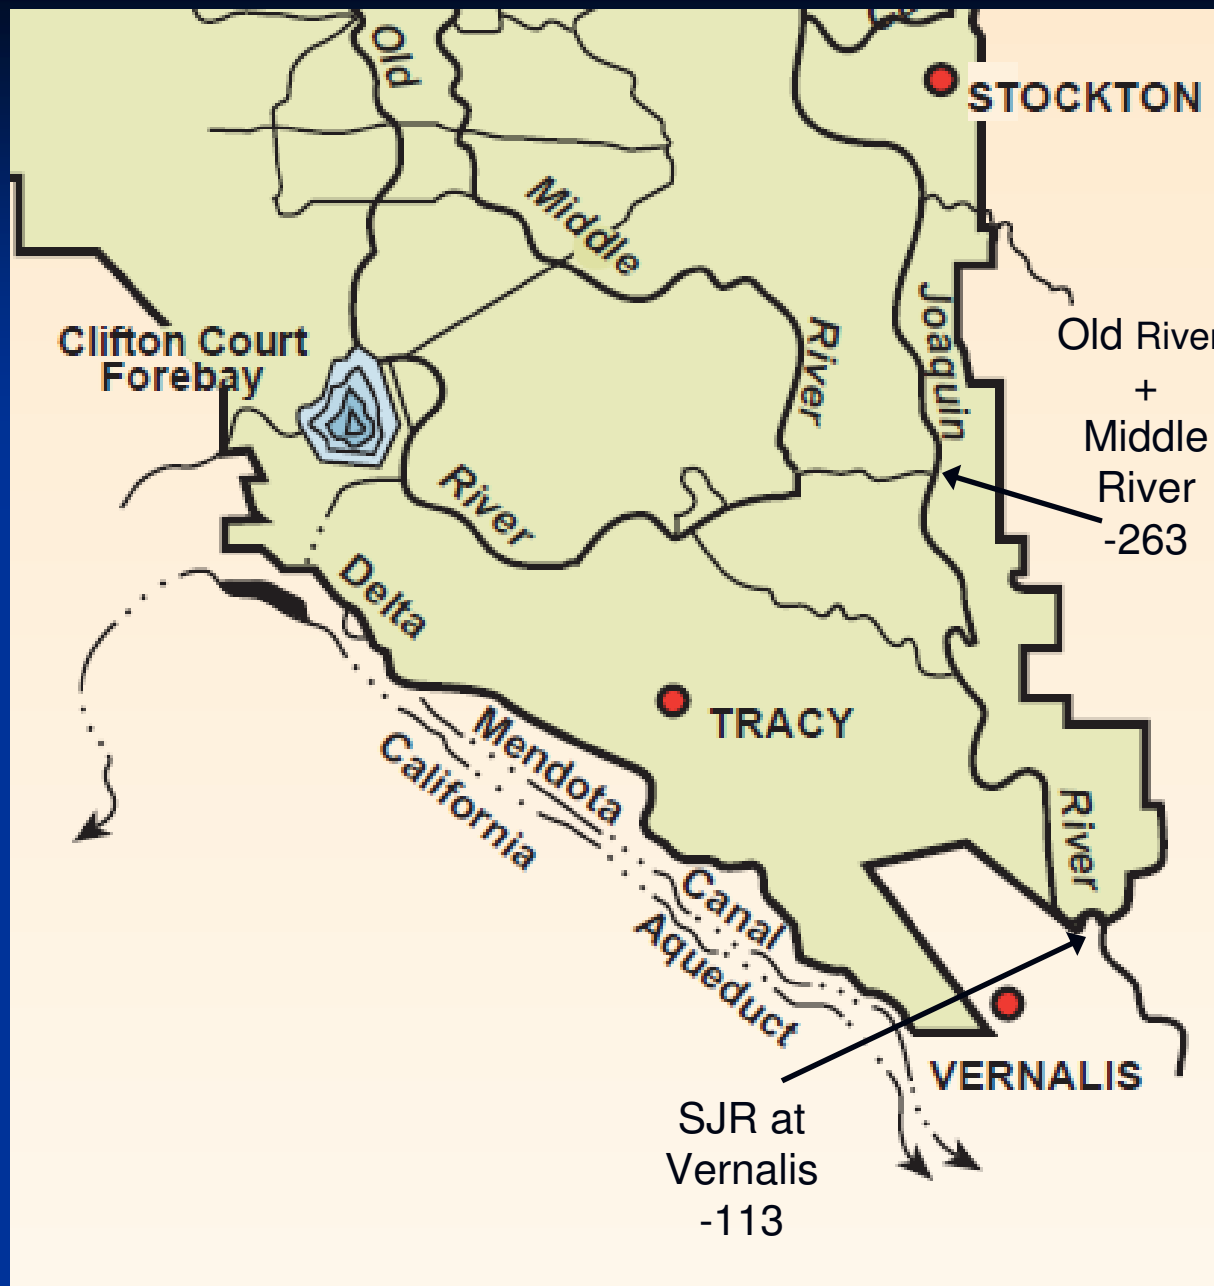 Old
STOCKTON
Middle
Joaquin
Old River
+
Middle
River
-263
Clifton Court
Forebay
River
River
Delta
TRACY
Mendota
California
River
Canal
Aqueduct
VERNALIS
SJR at
Vernalis
-113